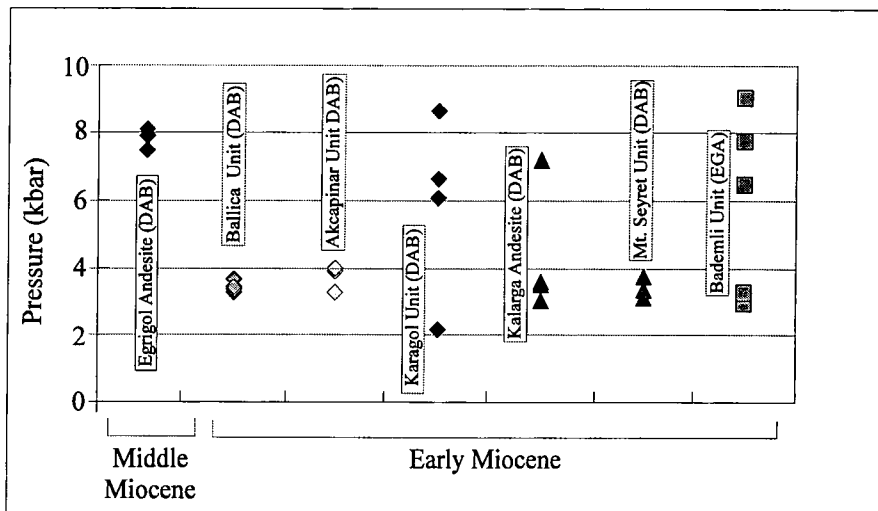 10
8
6
4
2
0
Pressure (kbar)
Egrigol Andesite (DAB)
Ballica Unit (DAB)
Akcapinar Unit DAB)
Karagol Unit (DAB)
Kalarga Andesite (DAB)
Mt. Seyret Unit (DAB)
Bademli Unit (EGA)
Middle
Miocene
Early Miocene